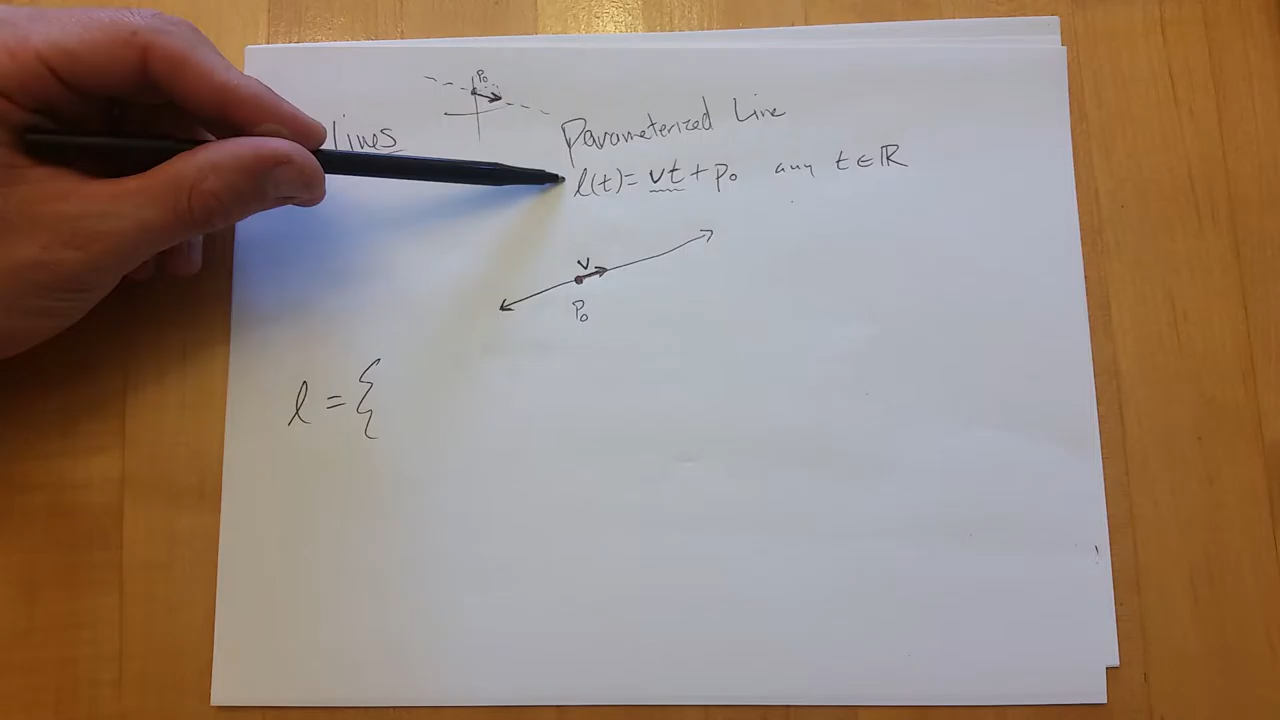 P₀
lines
Parameterized Line
l(t) = vt + p₀ any t ∈ ℝ
v
P₀
l = {